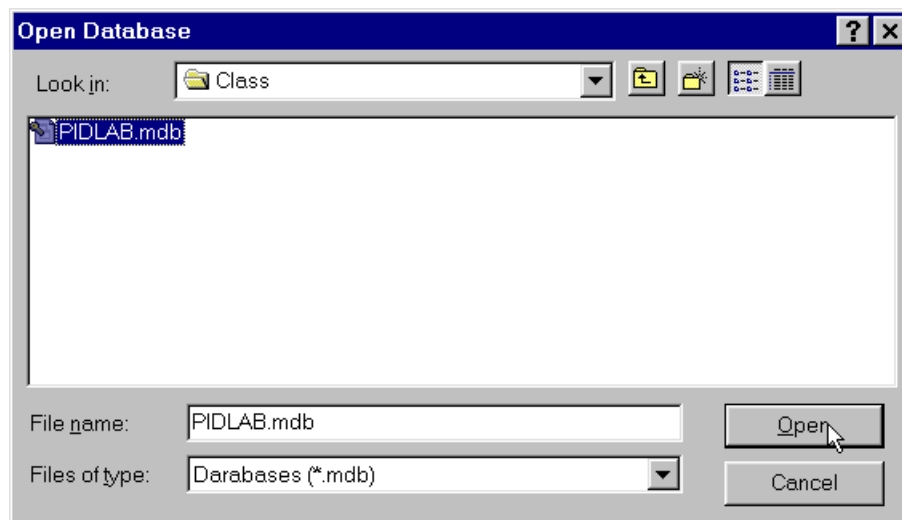 Open Database
Look in:
Class
PIDLAB.mdb
File name:
PIDLAB.mdb
Open
Files of type:
Darabases (*.mdb)
Cancel